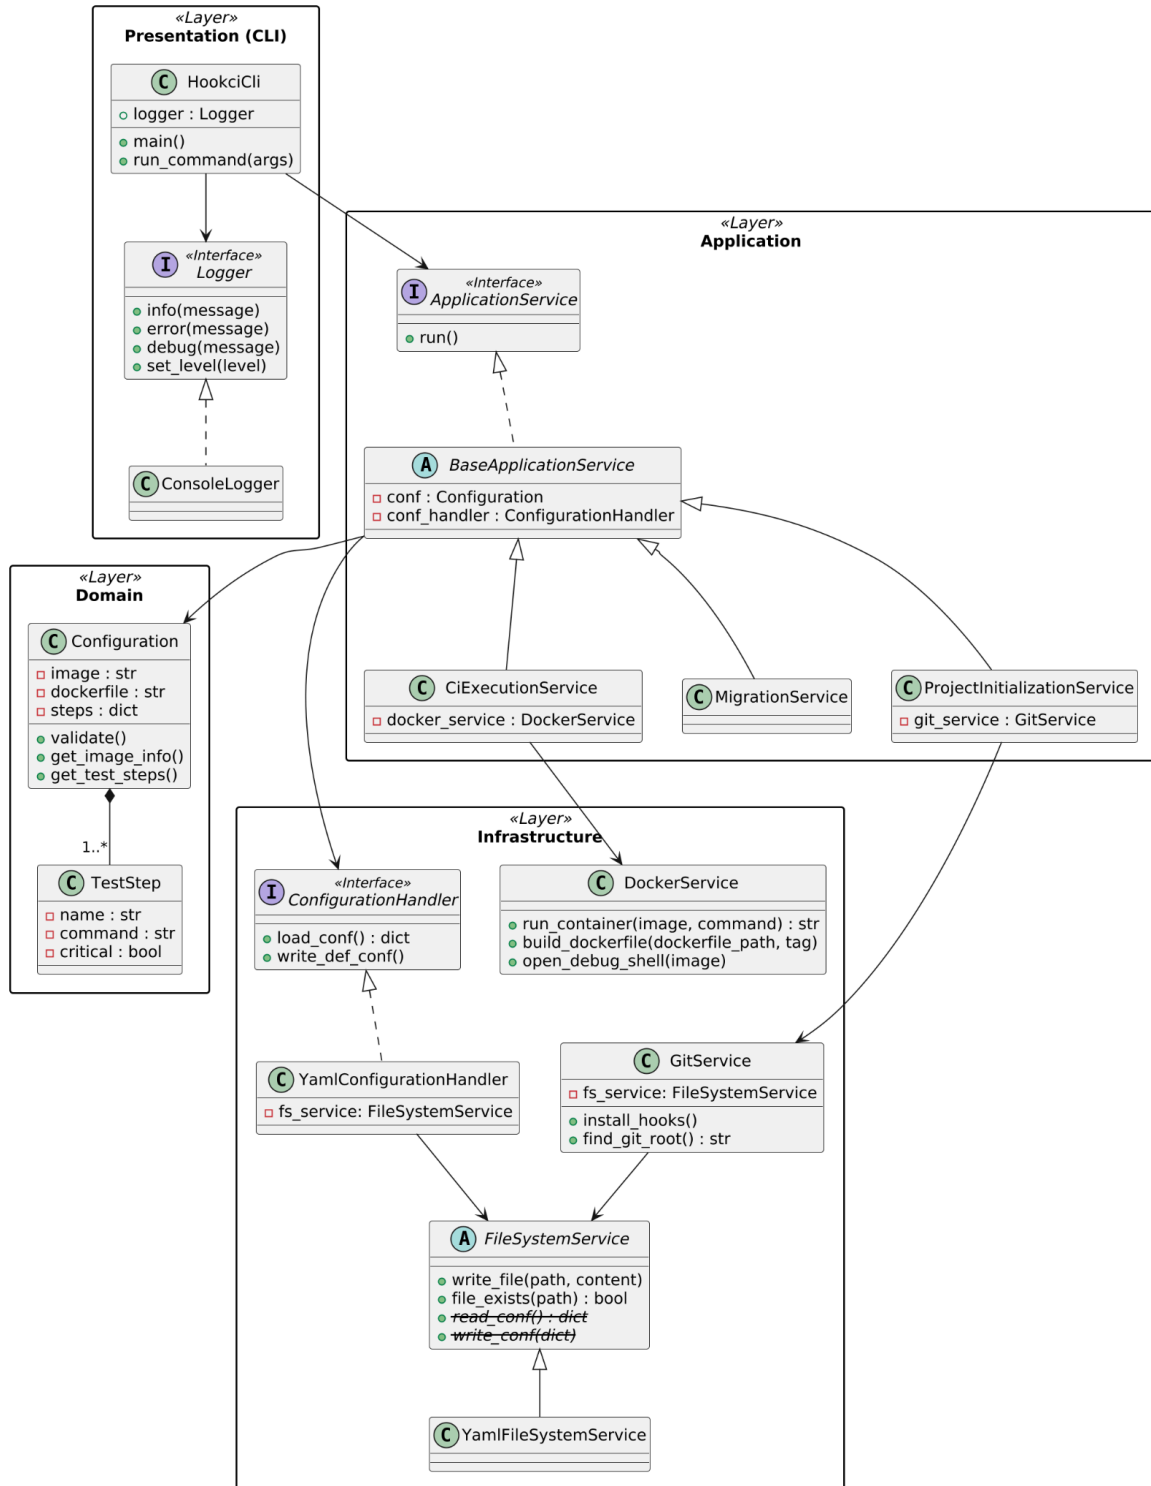 «Layer»
Presentation (CLI)
C HookciCli
logger : Logger
main()
run_command(args)
«Interface»
I Logger
info(message)
error(message)
debug(message)
set_level(level)
C ConsoleLogger
«Layer»
Application
«Interface»
I ApplicationService
run()
A BaseApplicationService
conf : Configuration
conf_handler : ConfigurationHandler
C CiExecutionService
docker_service : DockerService
C MigrationService
C ProjectInitializationService
git_service : GitService
«Layer»
Domain
C Configuration
image : str
dockerfile : str
steps : dict
validate()
get_image_info()
get_test_steps()
1..*
C TestStep
name : str
command : str
critical : bool
«Layer»
Infrastructure
«Interface»
I ConfigurationHandler
load_conf() : dict
write_def_conf()
C DockerService
run_container(image, command) : str
build_dockerfile(dockerfile_path, tag)
open_debug_shell(image)
C YamlConfigurationHandler
fs_service: FileSystemService
C GitService
fs_service: FileSystemService
install_hooks()
find_git_root() : str
A FileSystemService
write_file(path, content)
file_exists(path) : bool
read_conf() : dict
write_conf(dict)
C YamlFileSystemService